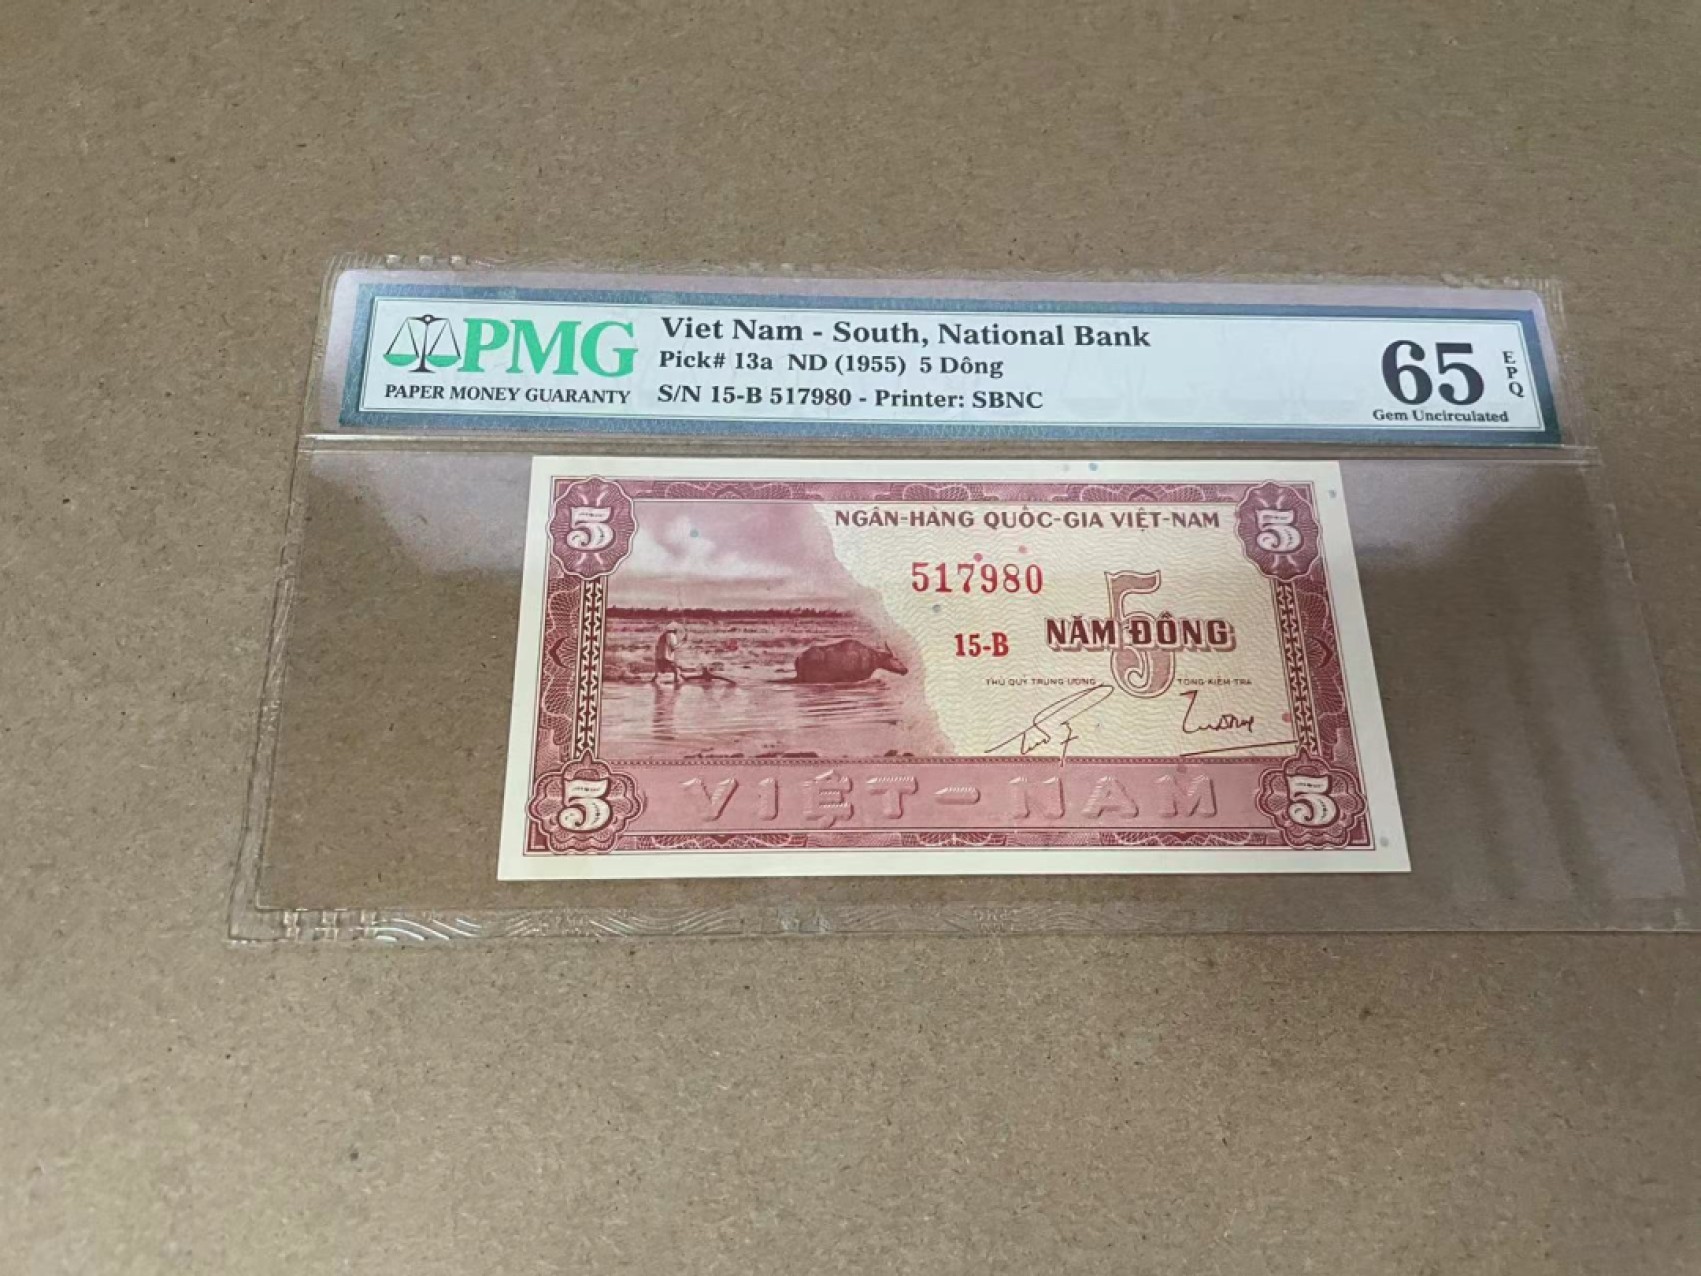 PMG
PAPER MONEY GUARANTY
Viet Nam - South, National Bank
Pick# 13a ND (1955) 5 Dông
S/N 15-B 517980 - Printer: SBNC
65
EPQ
Gem Uncirculated
5
5
NGÂN-HÀNG QUỐC-GIA VIỆT-NAM
517980
5
15-B
NĂM ĐỒNG
THỦ QUỸ TRUNG ƯƠNG
TỔNG KIỂM TRA
5
VIỆT-NAM
5